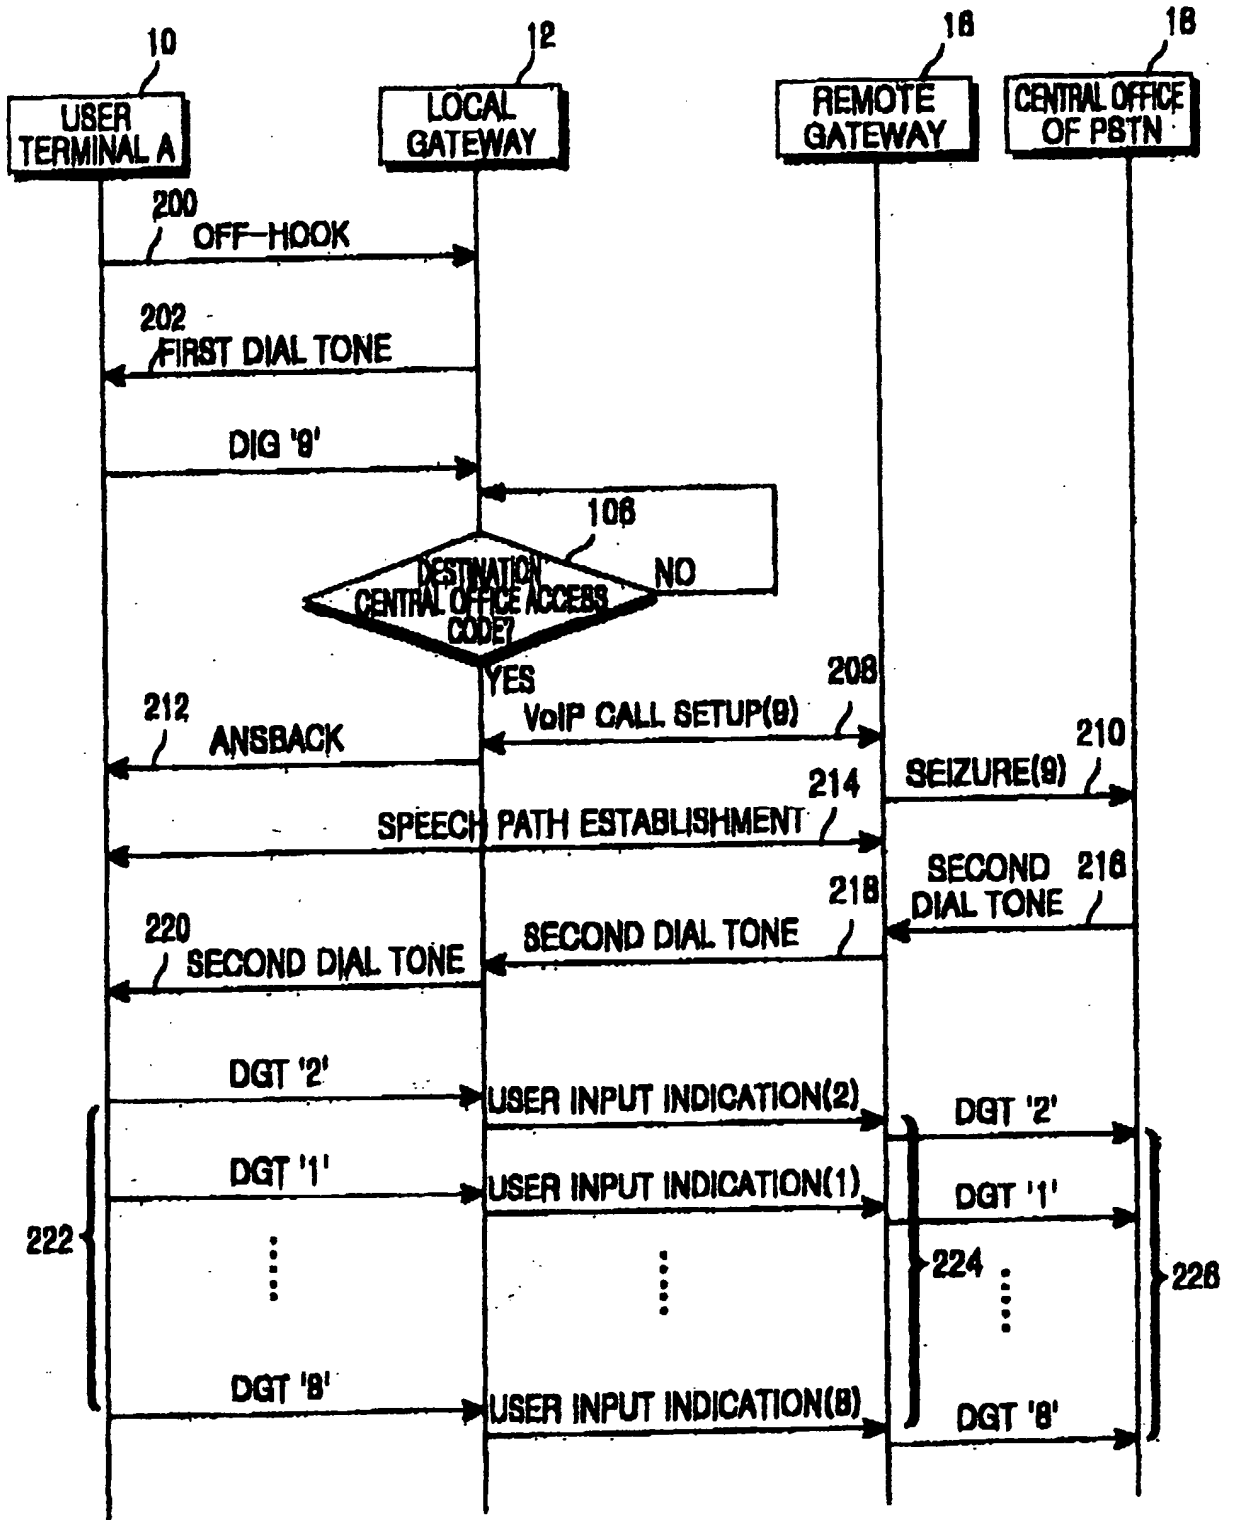 10
12
16
18
USER
TERMINAL A
LOCAL
GATEWAY
REMOTE
GATEWAY
CENTRAL OFFICE
OF PSTN
200
OFF-HOOK
202
FIRST DIAL TONE
DIG '9'
106
DESTINATION
CENTRAL OFFICE ACCESS
CODE?
NO
YES
208
VoIP CALL SETUP(9)
212
ANSBACK
210
SEIZURE(9)
214
SPEECH PATH ESTABLISHMENT
SECOND
DIAL TONE
216
218
SECOND DIAL TONE
220
SECOND DIAL TONE
DGT '2'
USER INPUT INDICATION(2)
DGT '2'
DGT '1'
USER INPUT INDICATION(1)
DGT '1'
222
224
226
DGT '8'
USER INPUT INDICATION(8)
DGT '8'